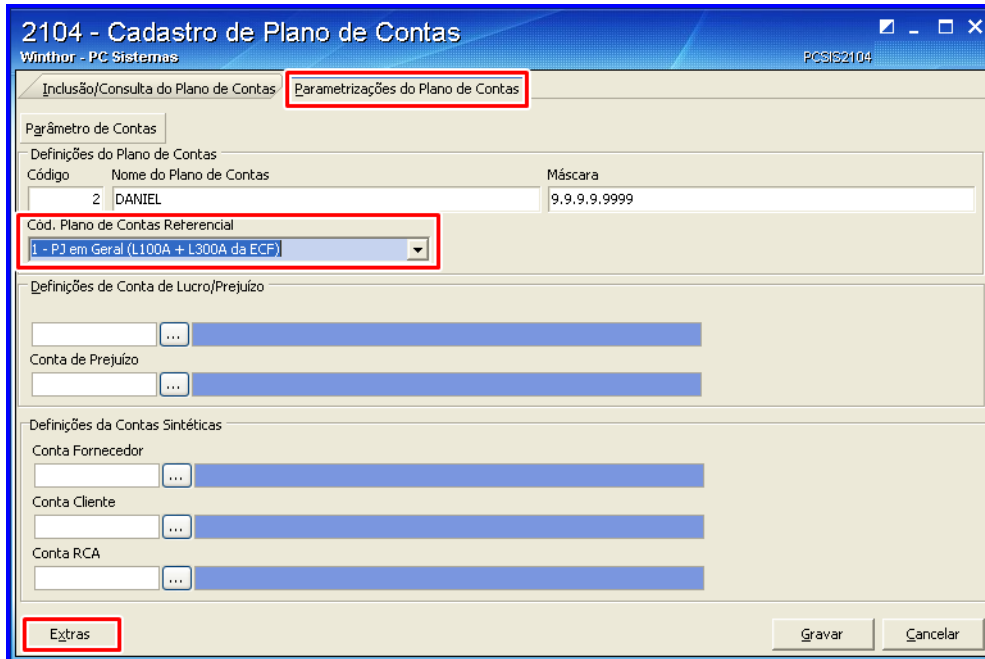 2104 - Cadastro de Plano de Contas
Winthor - PC Sistemas
PCSIS2104
Inclusão/Consulta do Plano de Contas
Parametrizações do Plano de Contas
Parâmetro de Contas
Definições do Plano de Contas
Código
Nome do Plano de Contas
Máscara
2
DANIEL
9.9.9.9.9999
Cód. Plano de Contas Referencial
1 - PJ em Geral (L100A + L300A da ECF)
Definições de Conta de Lucro/Prejuízo
...
Conta de Prejuízo
...
Definições da Contas Sintéticas
Conta Fornecedor
...
Conta Cliente
...
Conta RCA
...
Extras
Gravar
Cancelar